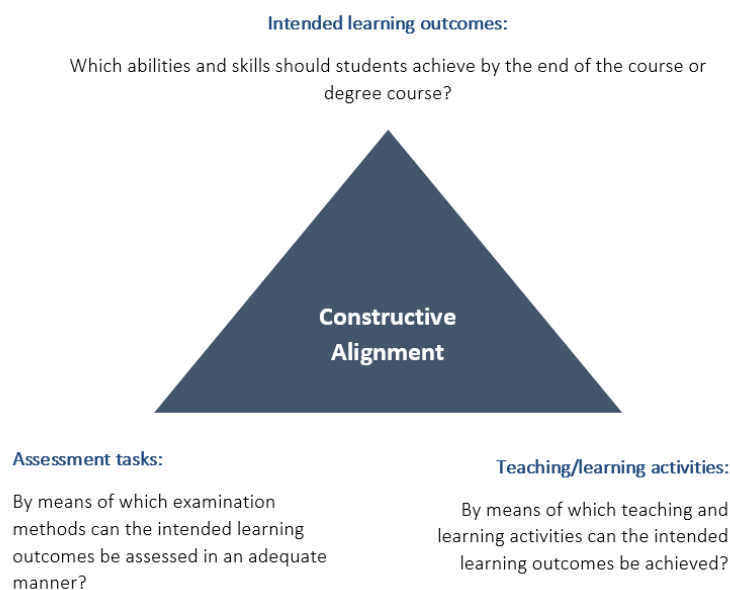 Intended learning outcomes:
Which abilities and skills should students achieve by the end of the course or
degree course?
Constructive
Alignment
Assessment tasks:
By means of which examination
methods can the intended learning
outcomes be assessed in an adequate
manner?
Teaching/learning activities:
By means of which teaching and
learning activities can the intended
learning outcomes be achieved?